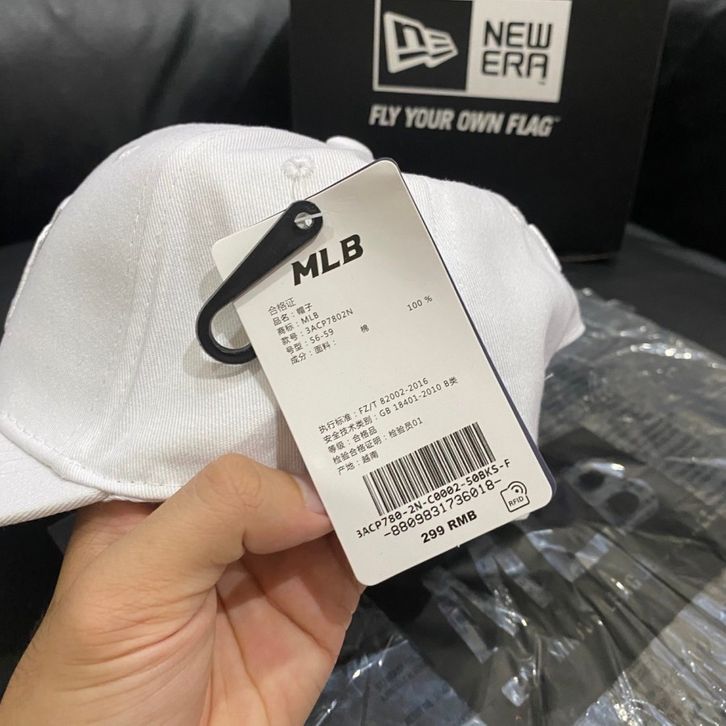 NEW
ERA
FLY YOUR OWN FLAG™
MLB
合格证
品名：帽子
商标：MLB
款号：3ACP7802N
号型：56-59
成分：面料： 棉 100 %
执行标准：FZ/T 82002-2016
安全技术类别：GB 18401-2010 B类
等级：合格品
检验合格证明：检验员01
产地：越南
3ACP780-2N-C0002-50BKS-F
-8809831736018-
299 RMB
RFID